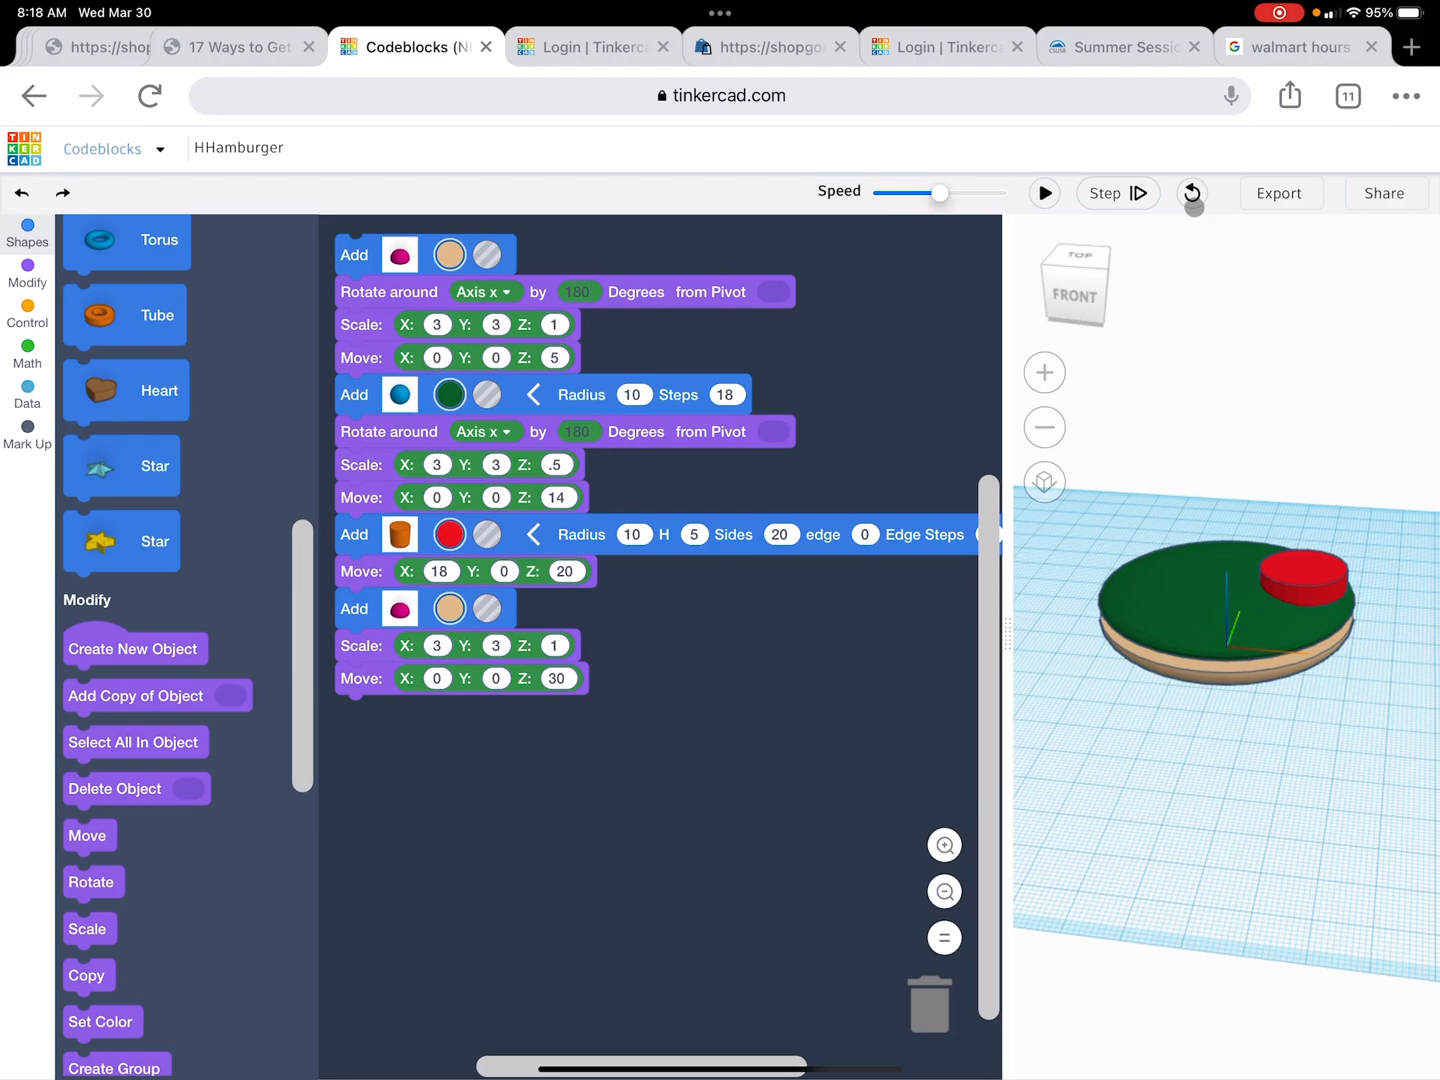 8:18 AM Wed Mar 30
95%
https://shop
17 Ways to Get
Codeblocks (N
Login | Tinkerca
https://shopgo
Login | Tinkerca
Summer Sessio
walmart hours
tinkercad.com
11
TIN
KER
CAD
Codeblocks
HHamburger
Speed
Step
Export
Share
Shapes
Modify
Control
Math
Data
Mark Up
Torus
Tube
Heart
Star
Star
Modify
Create New Object
Add Copy of Object
Select All In Object
Delete Object
Move
Rotate
Scale
Copy
Set Color
Create Group
Add
Rotate around Axis x by 180 Degrees from Pivot
Scale: X: 3 Y: 3 Z: 1
Move: X: 0 Y: 0 Z: 5
Add Radius 10 Steps 18
Rotate around Axis x by 180 Degrees from Pivot
Scale: X: 3 Y: 3 Z: .5
Move: X: 0 Y: 0 Z: 14
Add Radius 10 H 5 Sides 20 edge 0 Edge Steps
Move: X: 18 Y: 0 Z: 20
Add
Scale: X: 3 Y: 3 Z: 1
Move: X: 0 Y: 0 Z: 30
TOP
FRONT